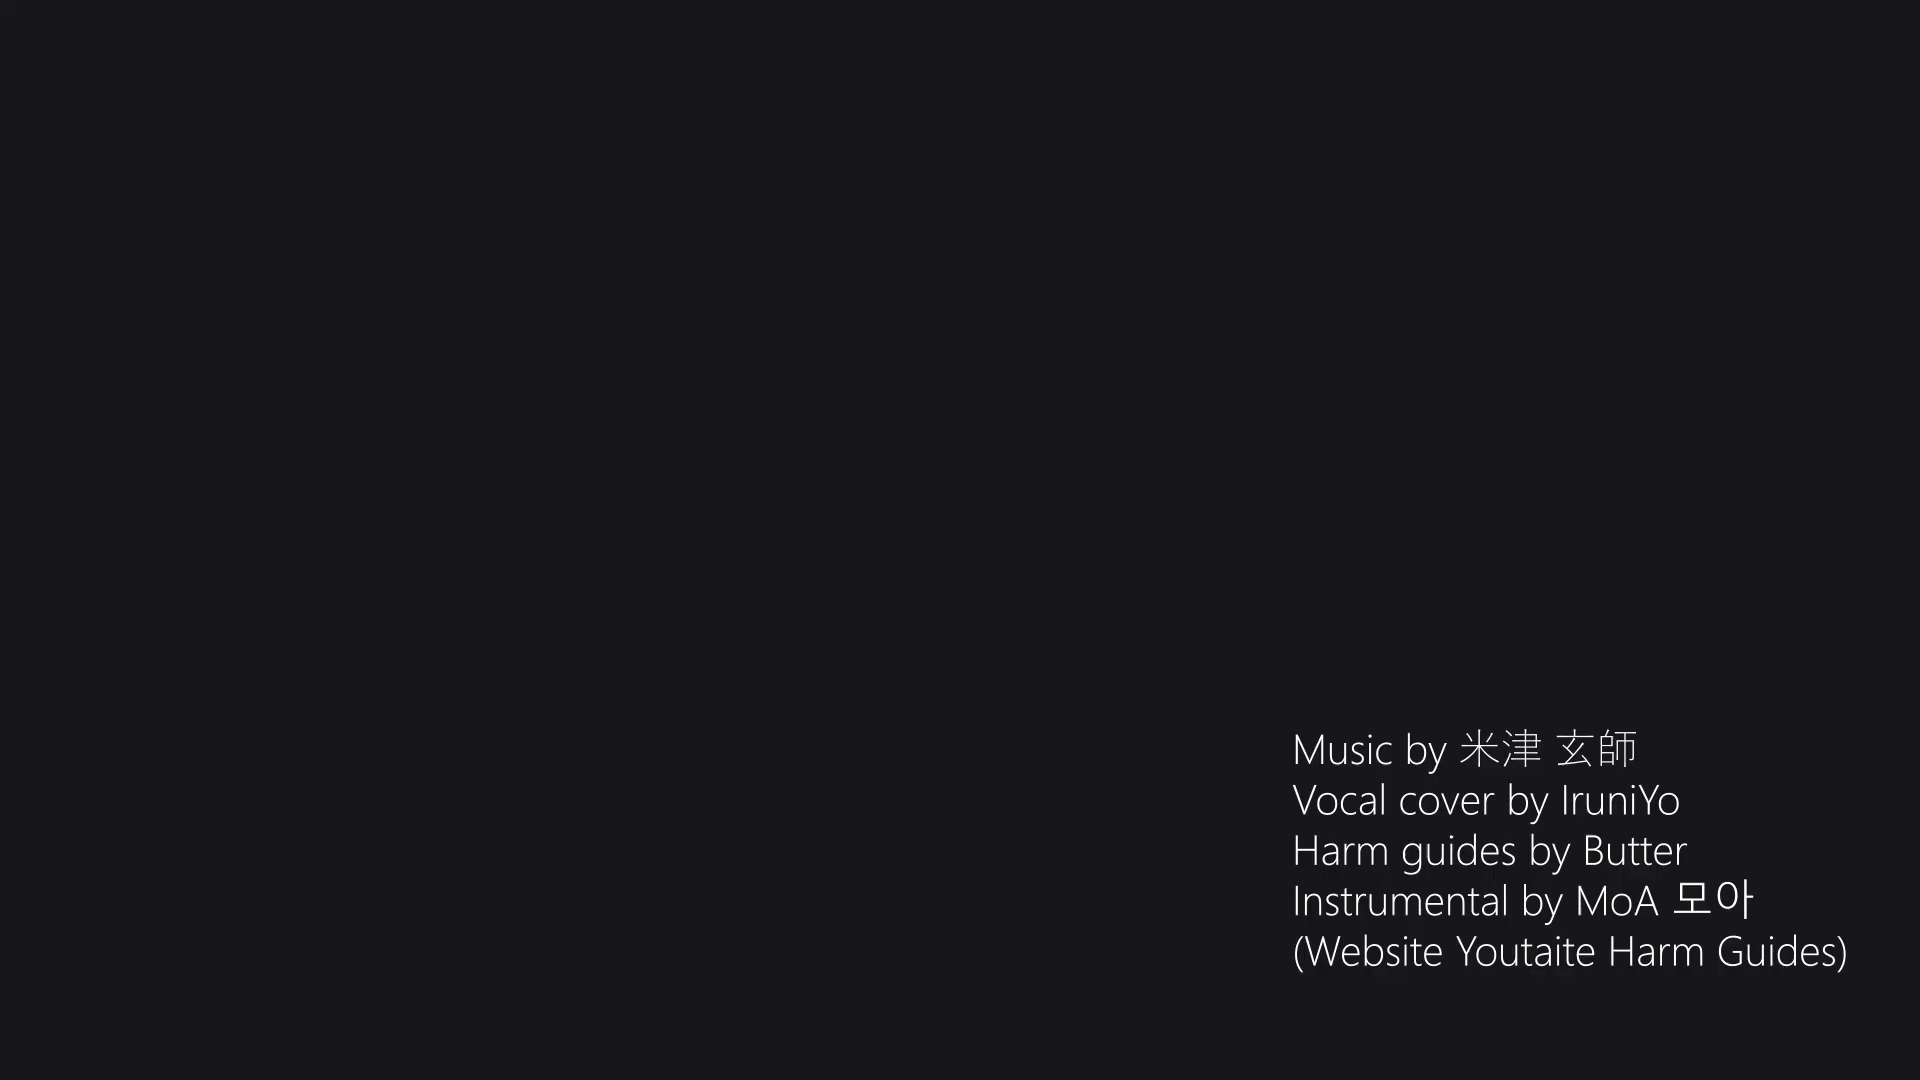 Music by 米津 玄師
Vocal cover by IruniYo
Harm guides by Butter
Instrumental by MoA 모아
(Website Youtaite Harm Guides)